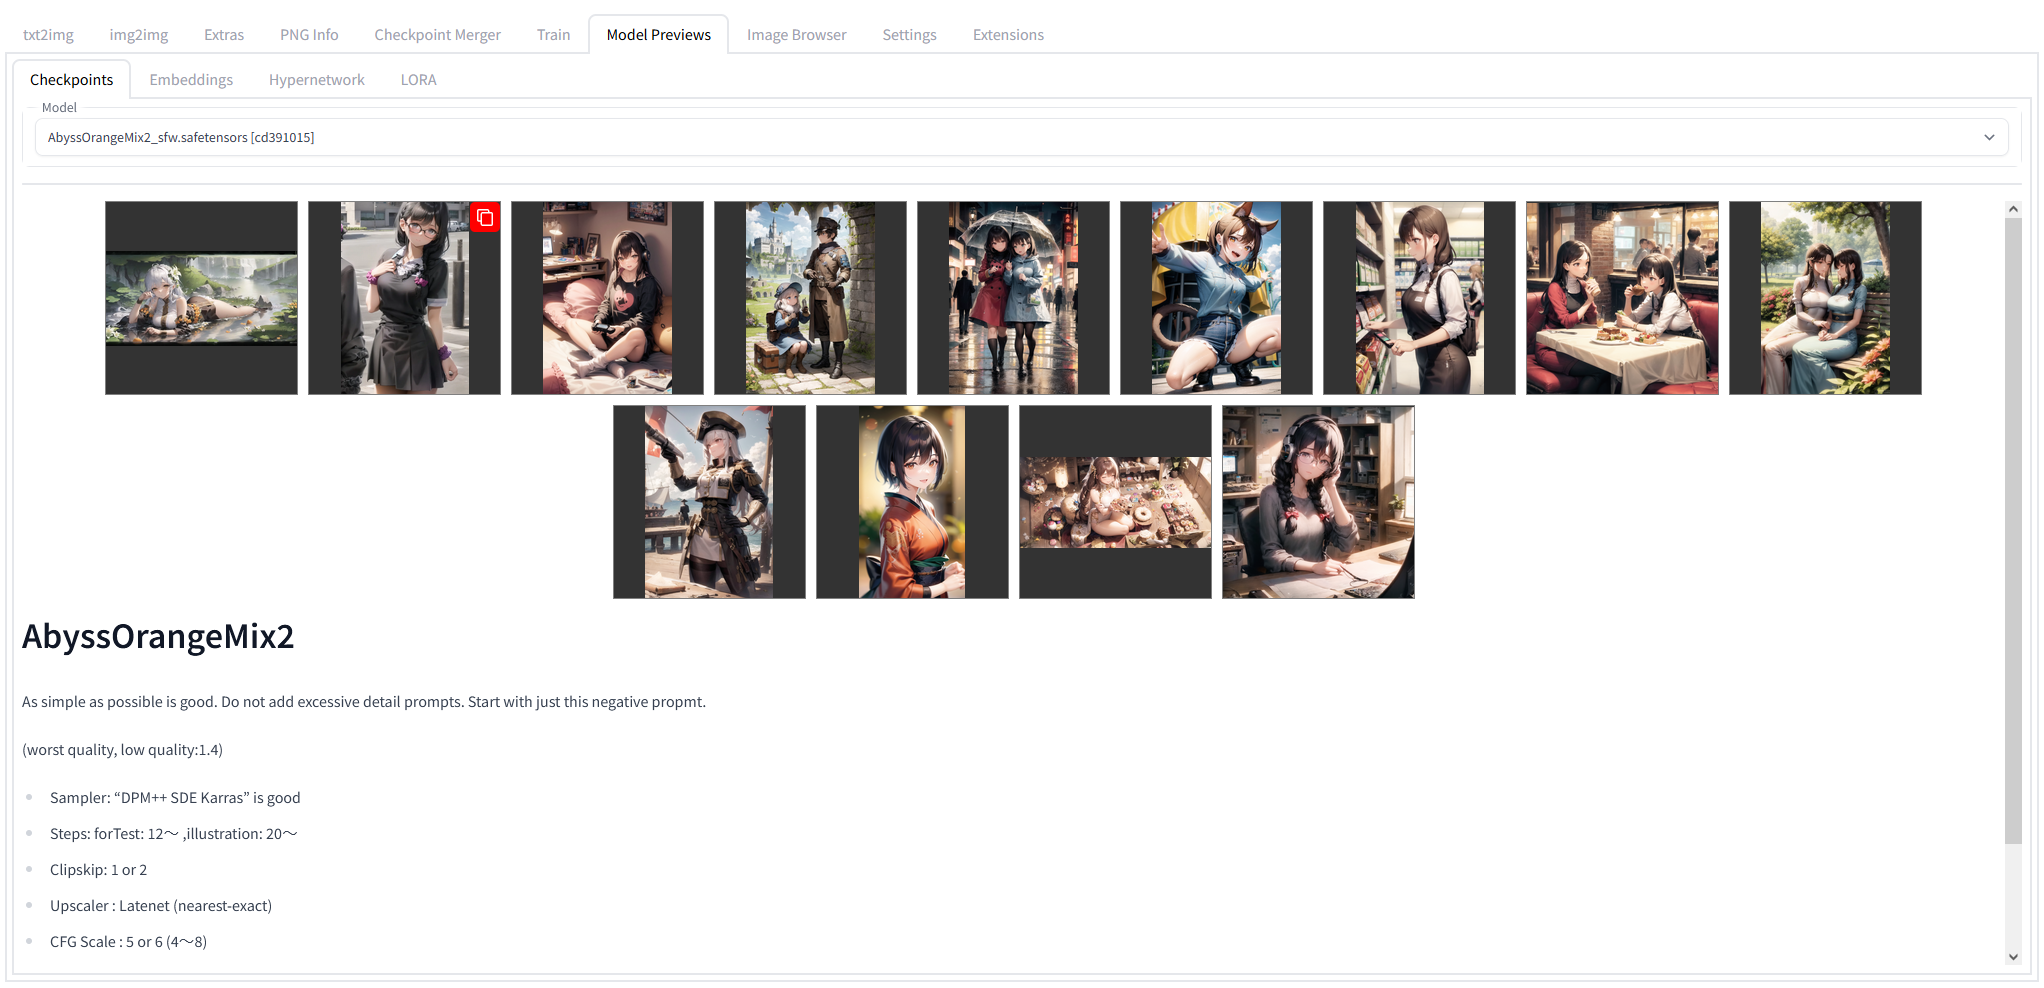 txt2img img2img Extras PNG Info Checkpoint Merger Train Model Previews Image Browser Settings Extensions
Checkpoints Embeddings Hypernetwork LORA
Model
AbyssOrangeMix2_sfw.safetensors [cd391015]
AbyssOrangeMix2
As simple as possible is good. Do not add excessive detail prompts. Start with just this negative propmt.
(worst quality, low quality:1.4)
Sampler: “DPM++ SDE Karras” is good
Steps: forTest: 12〜 ,illustration: 20〜
Clipskip: 1 or 2
Upscaler : Latenet (nearest-exact)
CFG Scale : 5 or 6 (4〜8)